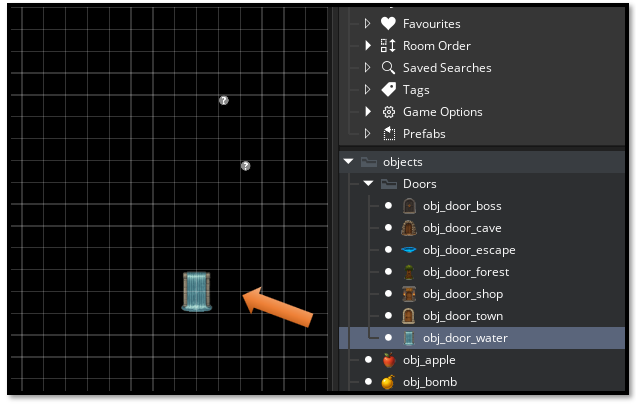 Favourites
Room Order
Saved Searches
Tags
Game Options
Prefabs
objects
Doors
obj_door_boss
obj_door_cave
obj_door_escape
obj_door_forest
obj_door_shop
obj_door_town
obj_door_water
obj_apple
obj_bomb
?
?